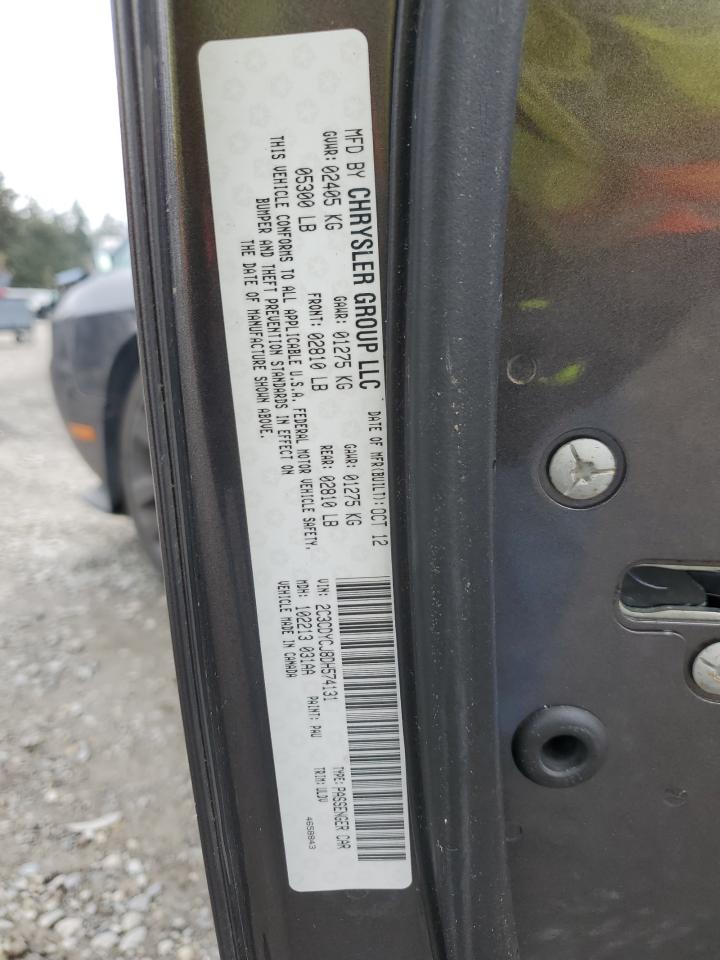 MFD BY CHRYSLER GROUP LLC DATE OF MFR(BUILT): OCT 12
GVWR: 02405 KG GAWR: 01275 KG GAWR: 01275 KG
05300 LB FRONT: 02810 LB REAR: 02810 LB
THIS VEHICLE CONFORMS TO ALL APPLICABLE U.S.A. FEDERAL MOTOR VEHICLE SAFETY,
BUMPER AND THEFT PREVENTION STANDARDS IN EFFECT ON
THE DATE OF MANUFACTURE SHOWN ABOVE.
VIN: 2C3CDYCJ8DH574131 TYPE: PASSENGER CAR
MDH: 102213 031AA PAINT: PAU TRIM: ULDV
VEHICLE MADE IN CANADA 4658843